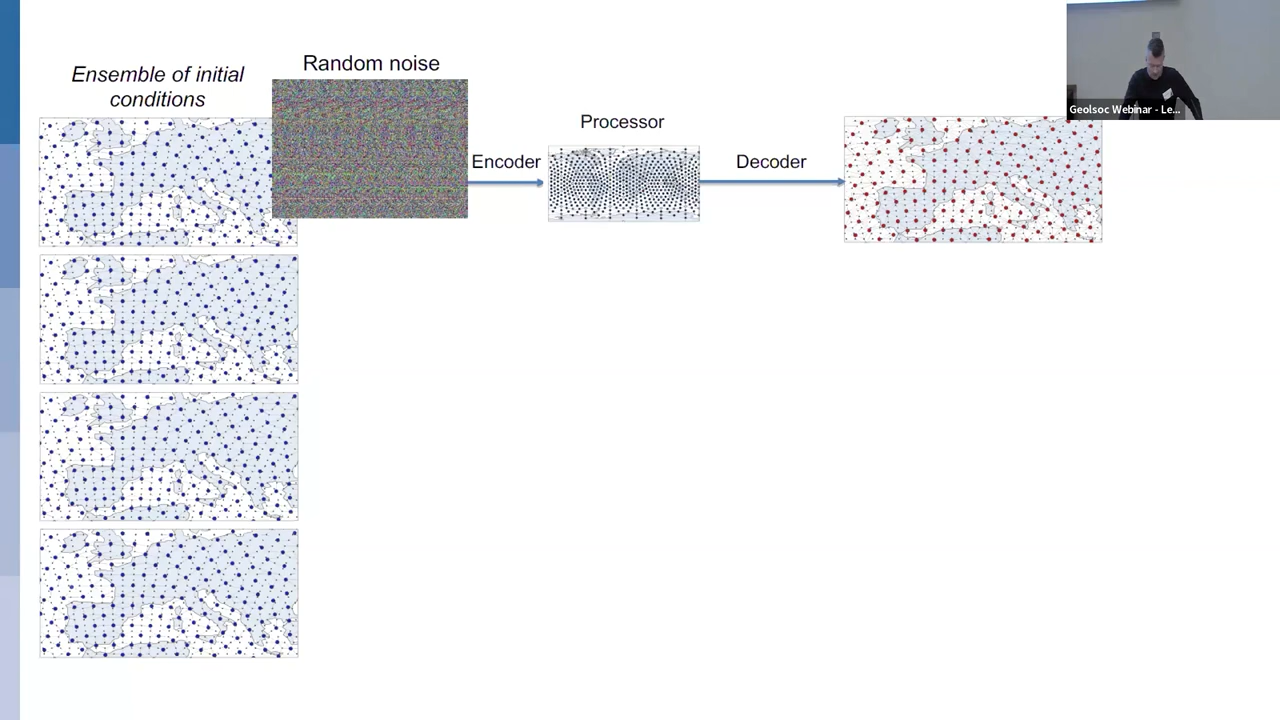 Ensemble of initial
conditions
Random noise
Encoder
Processor
Decoder
Geolsoc Webinar - Le...